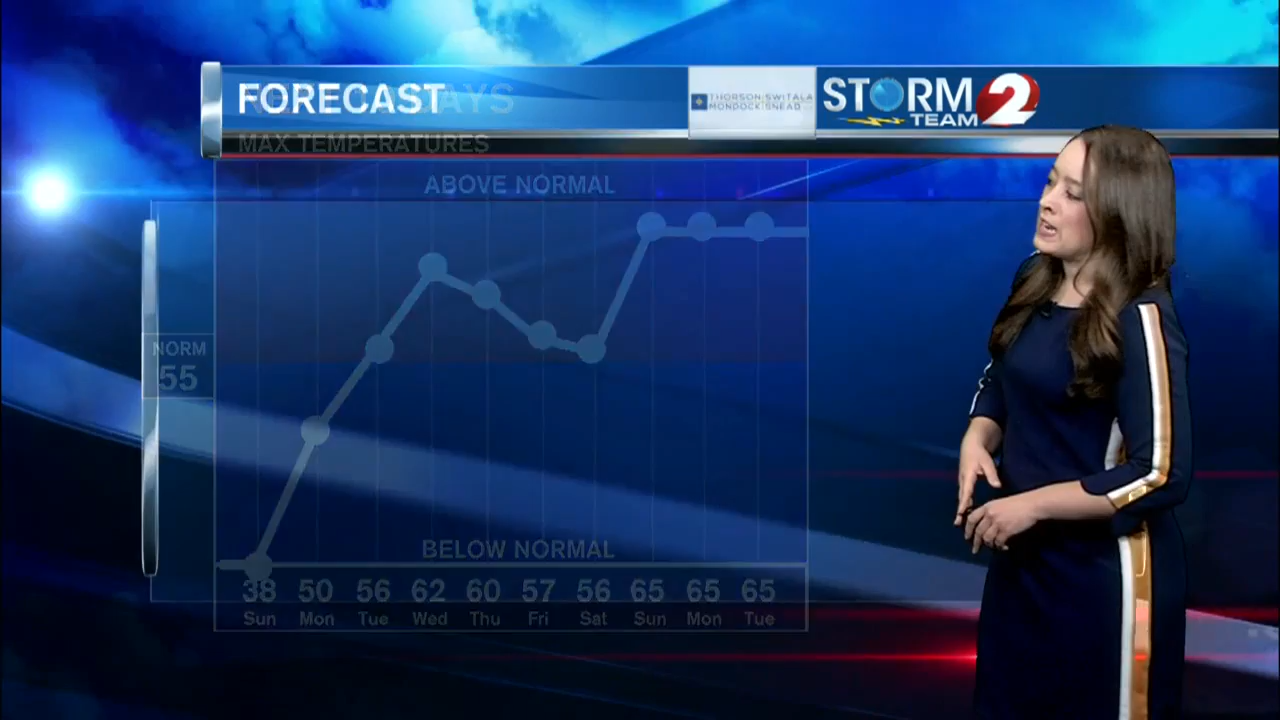 FORECAST
DAYS
THORSON SWITALA
MONDOCK SNEAD
STORM
TEAM 2
MAX TEMPERATURES
ABOVE NORMAL
NORM
55
BELOW NORMAL
38 50 56 62 60 57 56 65 65 65
Sun Mon Tue Wed Thu Fri Sat Sun Mon Tue